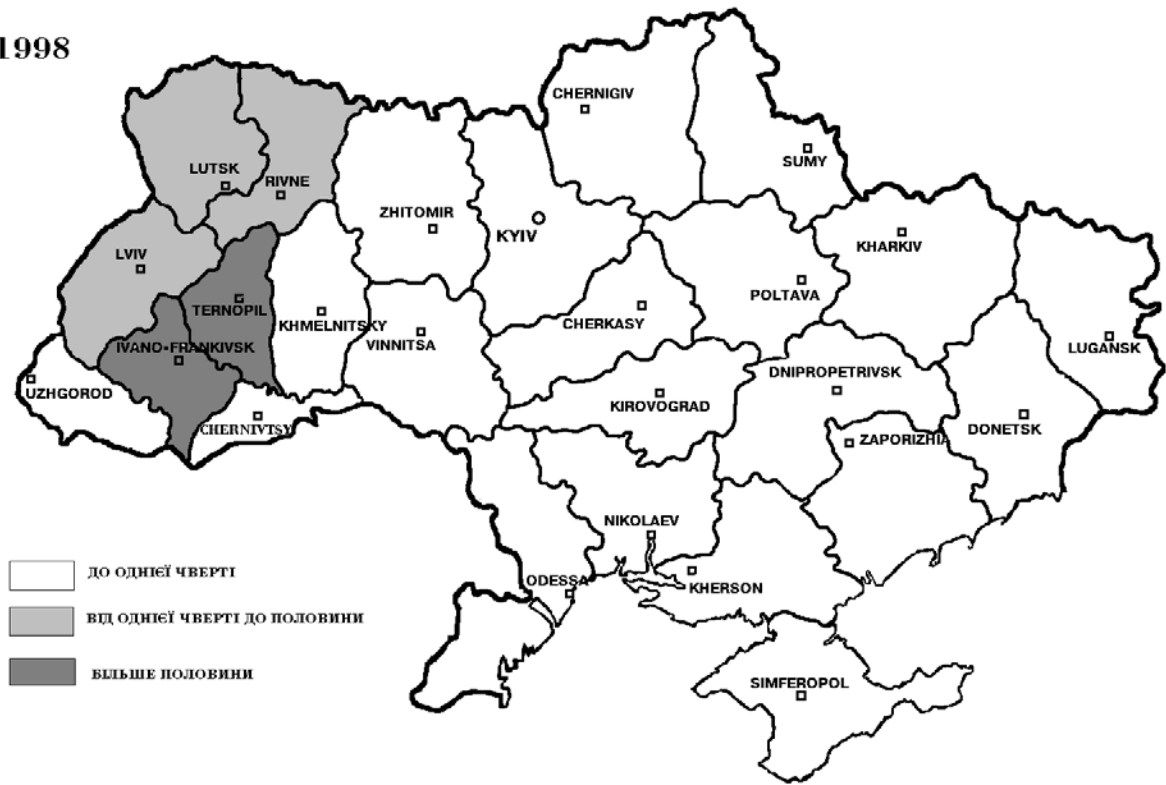 1998
CHERNIGIV
SUMY
LUTSK
RIVNE
ZHITOMIR
KYIV
KHARKIV
LVIV
TERNOPIL
KHMELNITSKY
VINNITSA
CHERKASY
POLTAVA
LUGANSK
IVANO-FRANKIVSK
UZHGOROD
CHERNIVTSY
KIROVOGRAD
DNIPROPETRIVSK
DONETSK
ZAPORIZHIA
NIKOLAEV
ODESSA
KHERSON
SIMFEROPOL
ДО ОДНІЄЇ ЧВЕРТІ
ВІД ОДНІЄЇ ЧВЕРТІ ДО ПОЛОВИНИ
БІЛЬШЕ ПОЛОВИНИ